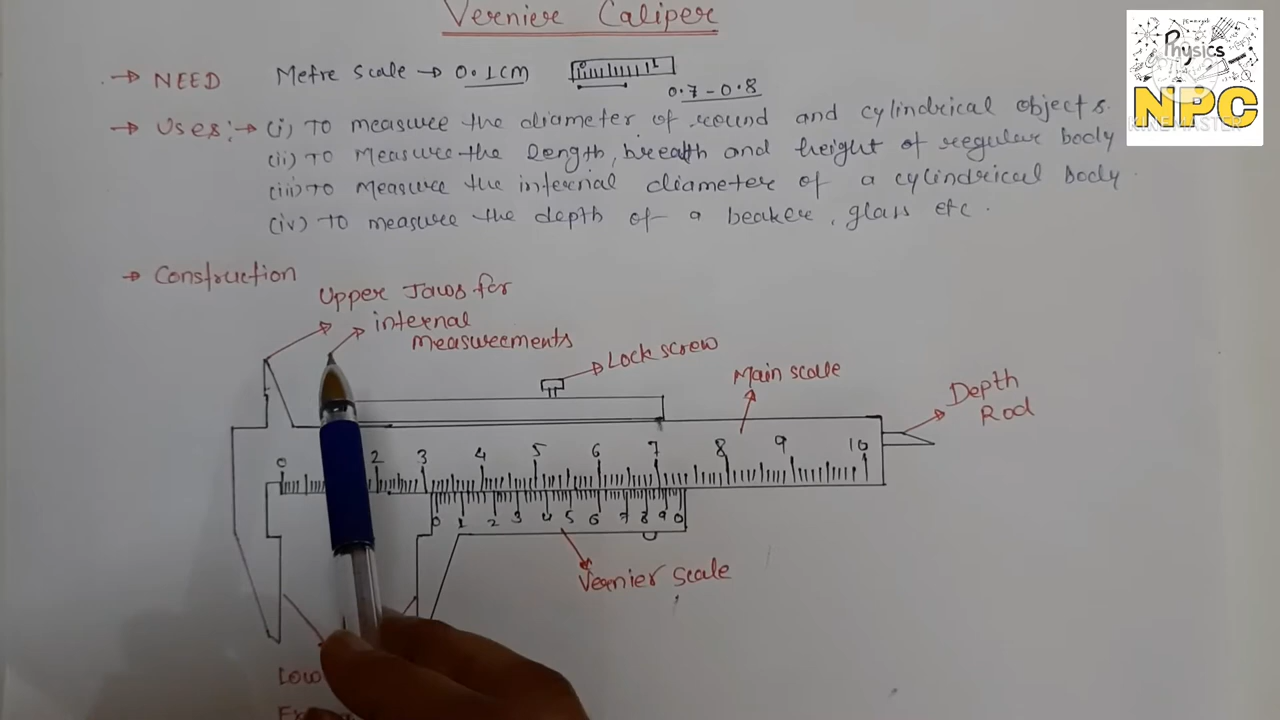 Vernier Caliper
Physics
NPC
→ NEED Metre scale → 0.1cm
0.7 - 0.8
→ Uses:→ (i) To measure the diameter of round and cylindrical objects.
(ii) To measure the length, breath and height of regular body
(iii) To measure the internal diameter of a cylindrical body.
(iv) To measure the depth of a beaker, glass etc.
→ Construction
Upper Jaws for
internal
measurements
Lock screw
Main scale
Depth
Rod
0 2 3 4 5 6 7 8 9 10
0 1 2 3 4 5 6 7 8 9 0
Vernier scale
Low